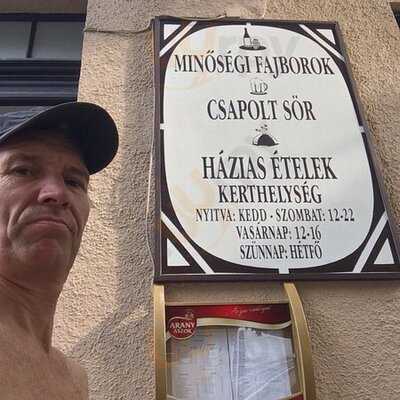 MINŐSÉGI FAJBOROK
CSAPOLT SÖR
HÁZIAS ÉTELEK
KERTHELYSÉG
NYITVA: KEDD - SZOMBAT: 12-22
VASÁRNAP: 12-16
SZÜNNAP: HÉTFŐ
ARANY
ÁSZOK